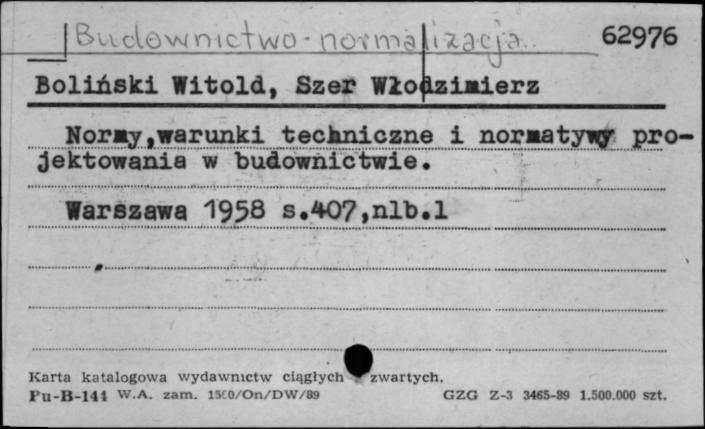 Budownictwo - normalizacja.
62976
Boliński Witold, Szer Włodzimierz
Normy,warunki techniczne i normatywy pro-
jektowania w budownictwie.
Warszawa 1958 s.407,nlb.1
Karta katalogowa wydawnictw ciągłych zwartych.
Pu-B-144 W.A. zam. 1500/On/DW/89 GZG Z-3 3465-89 1.500.000 szt.